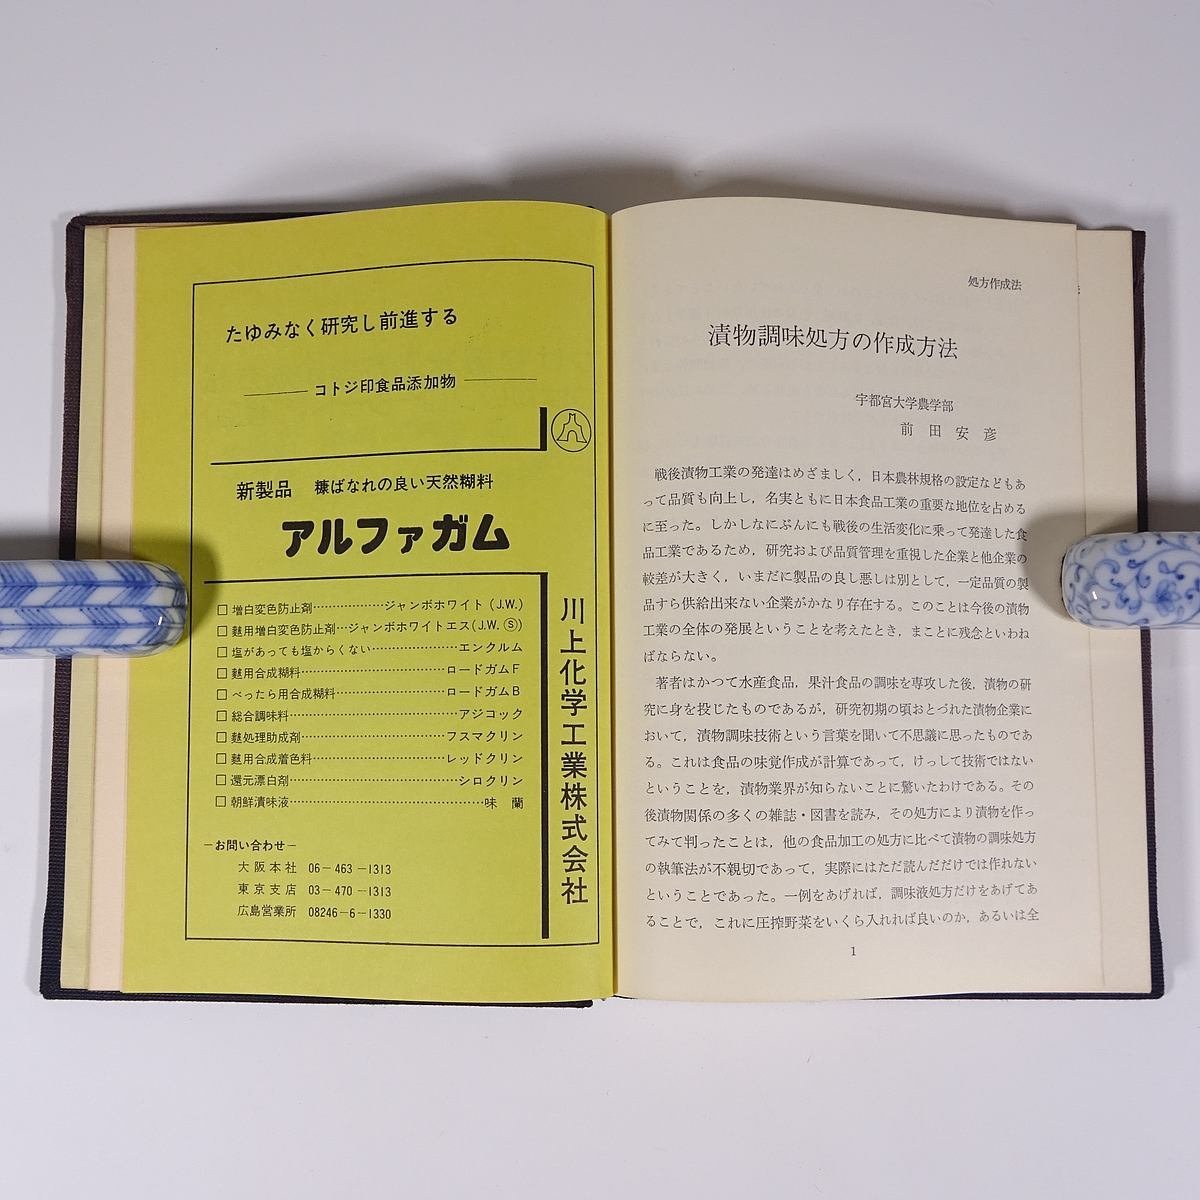 たゆみなく研究し前進する
コトジ印食品添加物
新製品 糠ばなれの良い天然糊料
アルファガム
□増白変色防止剤……………ジャンボホワイト(J.W.)
□麹用増白変色防止剤…ジャンボホワイトエス(J.W.Ⓢ)
□塩があっても塩からくない……………エンクルム
□麹用合成糊料……………ロードガムF
□べったら用合成糊料……………ロードガムB
□総合調味料……………アジコック
□麹処理助成剤……………フスマクリン
□麹用合成着色料……………レッドクリン
□還元漂白剤……………シロクリン
□朝鮮漬味液……………味 蘭
川上化学工業株式会社
－お問い合わせ－
大阪本社 06－463－1313
東京支店 03－470－1313
広島営業所 08246－6－1330
処方作成法
漬物調味処方の作成方法
宇都宮大学農学部
前田安彦
戦後漬物工業の発達はめざましく，日本農林規格の設定などもあ
って品質も向上し，名実ともに日本食品工業の重要な地位を占める
に至った。しかしなにぶんにも戦後の生活変化に乗って発達した食
品工業であるため，研究および品質管理を重視した企業と他企業の
較差が大きく，いまだに製品の良し悪しは別として，一定品質の製
品すら供給出来ない企業がかなり存在する。このことは今後の漬物
工業の全体の発展ということを考えたとき，まことに残念といわね
ばならない。
著者はかつて水産食品，果汁食品の調味を専攻した後，漬物の研
究に身を投じたものであるが，研究初期の頃おとづれた漬物企業に
おいて，漬物調味技術という言葉を聞いて不思議に思ったものであ
る。これは食品の味覚作成が計算であって，けっして技術ではない
ということを，漬物業界が知らないことに驚いたわけである。その
後漬物関係の多くの雑誌・図書を読み，その処方により漬物を作っ
てみて判ったことは，他の食品加工の処方に比べて漬物の調味処方
の執筆法が不親切であって，実際にはただ読んだだけでは作れない
ということであった。一例をあげれば，調味液処方だけをあげてあ
ることで，これに圧搾野菜をいくら入れれば良いのか，あるいは全
1